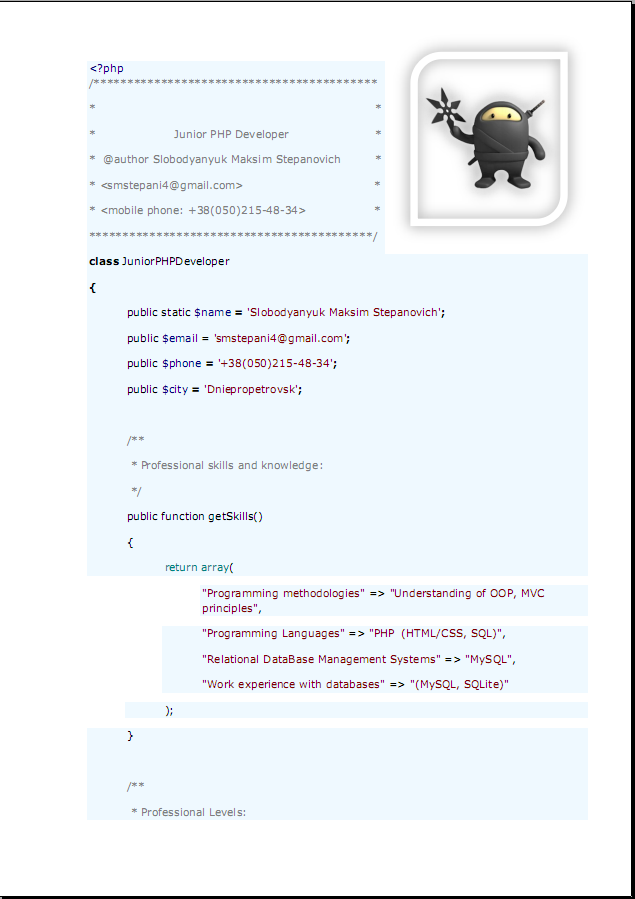 <?php
/******************************************
* *
* Junior PHP Developer *
* @author Slobodyanyuk Maksim Stepanovich *
* <smstepani4@gmail.com> *
* <mobile phone: +38(050)215-48-34> *
******************************************/
class JuniorPHPDeveloper
{
public static $name = 'Slobodyanyuk Maksim Stepanovich';
public $email = 'smstepani4@gmail.com';
public $phone = '+38(050)215-48-34';
public $city = 'Dniepropetrovsk';
/**
* Professional skills and knowledge:
*/
public function getSkills()
{
return array(
"Programming methodologies" => "Understanding of OOP, MVC
principles",
"Programming Languages" => "PHP (HTML/CSS, SQL)",
"Relational DataBase Management Systems" => "MySQL",
"Work experience with databases" => "(MySQL, SQLite)"
);
}
/**
* Professional Levels: